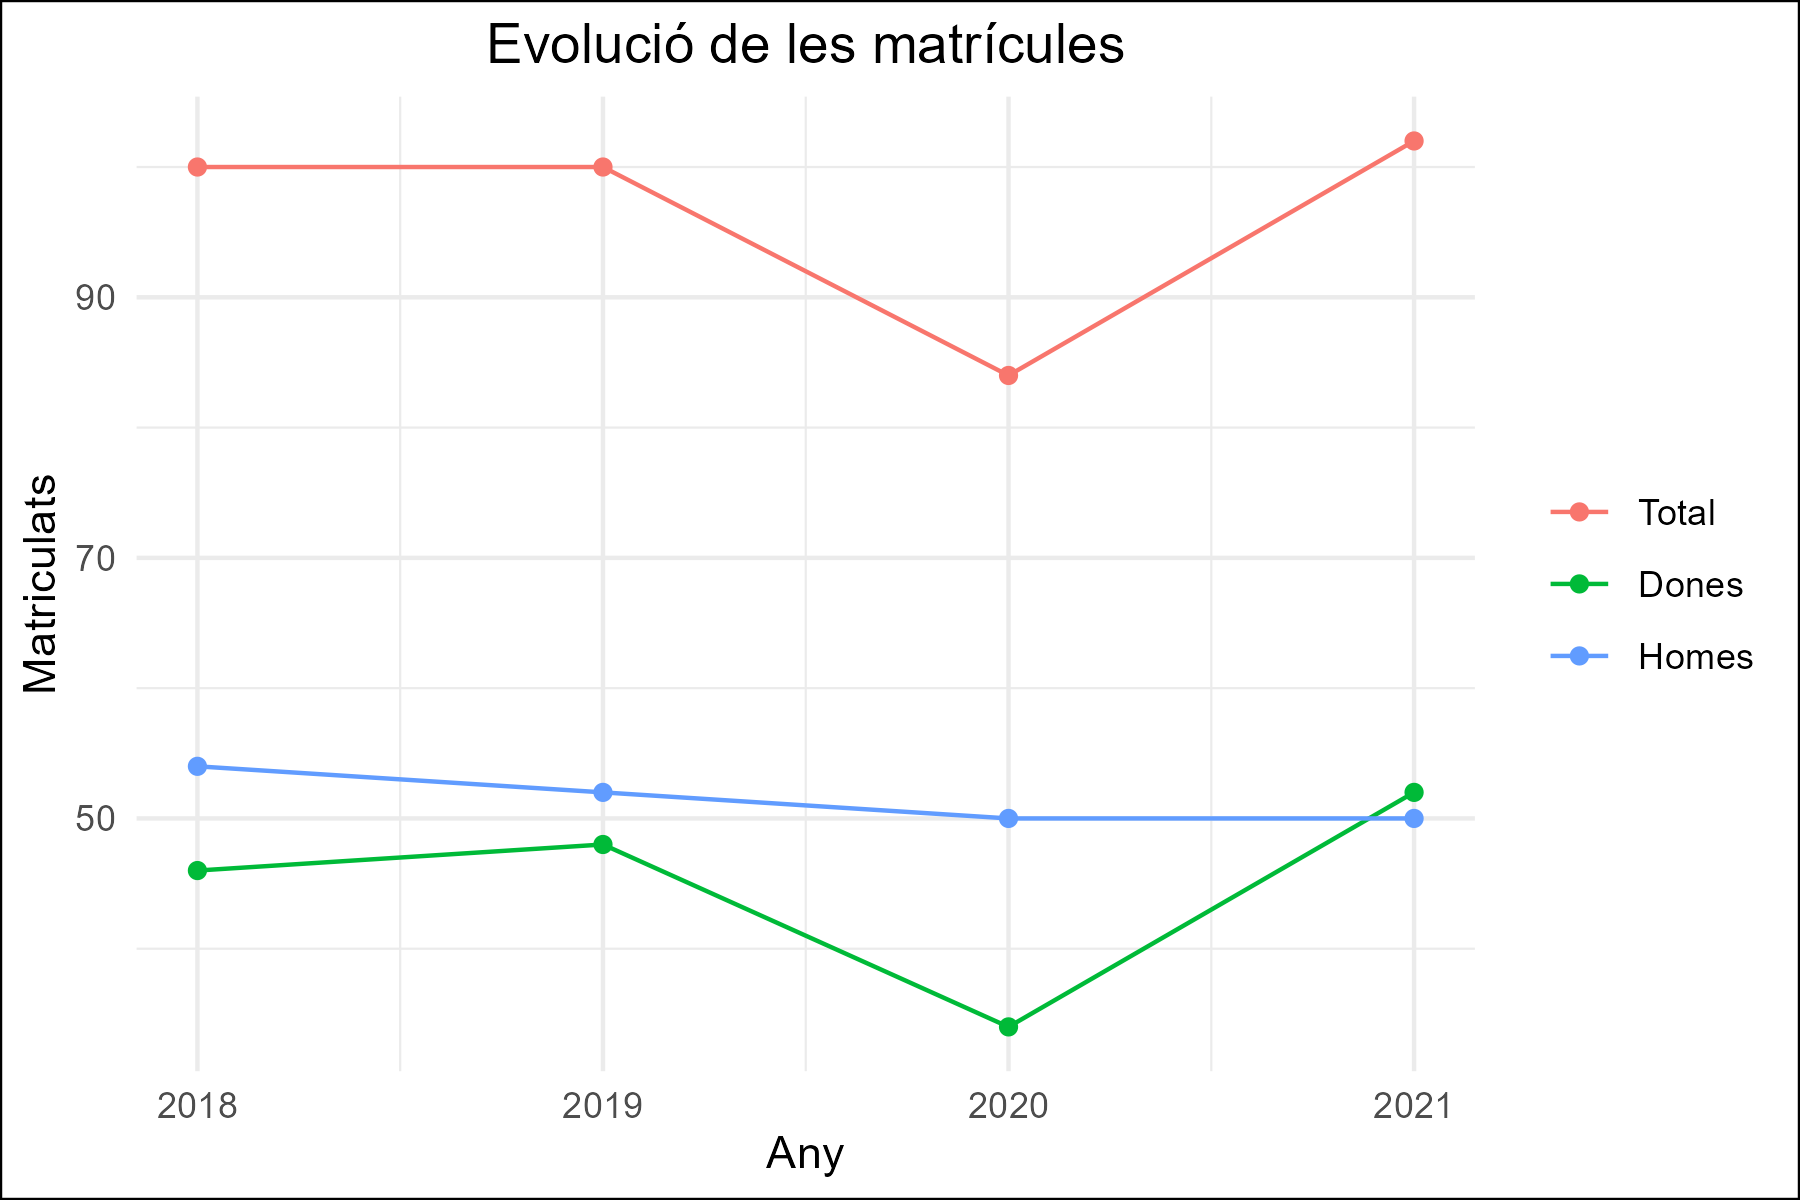 Evolució de les matrícules
Matriculats
90
70
50
2018 2019 2020 2021
Any
Total
Dones
Homes